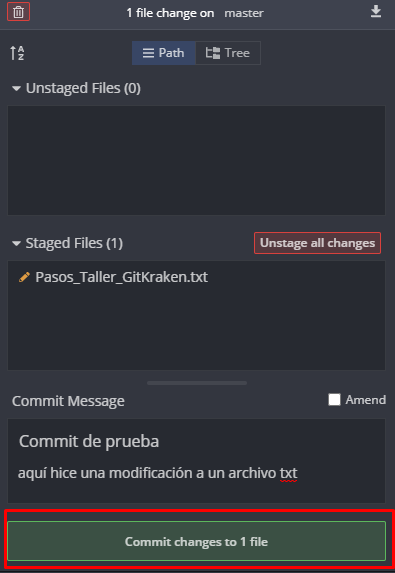 1 file change on master
A
Z
Path Tree
Unstaged Files (0)
Staged Files (1) Unstage all changes
Pasos_Taller_GitKraken.txt
Commit Message Amend
Commit de prueba
aquí hice una modificación a un archivo txt
Commit changes to 1 file